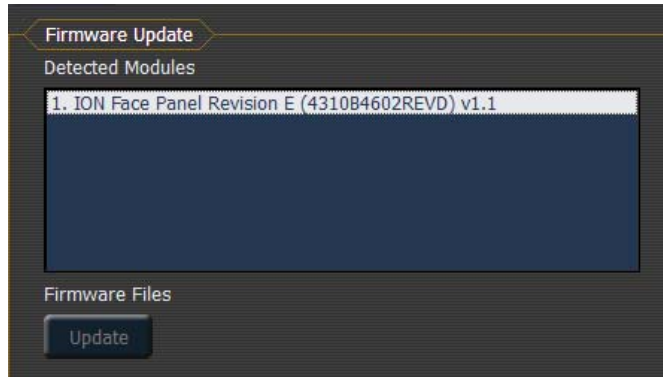 Firmware Update
Detected Modules
1. ION Face Panel Revision E (4310B4602REVD) v1.1
Firmware Files
Update